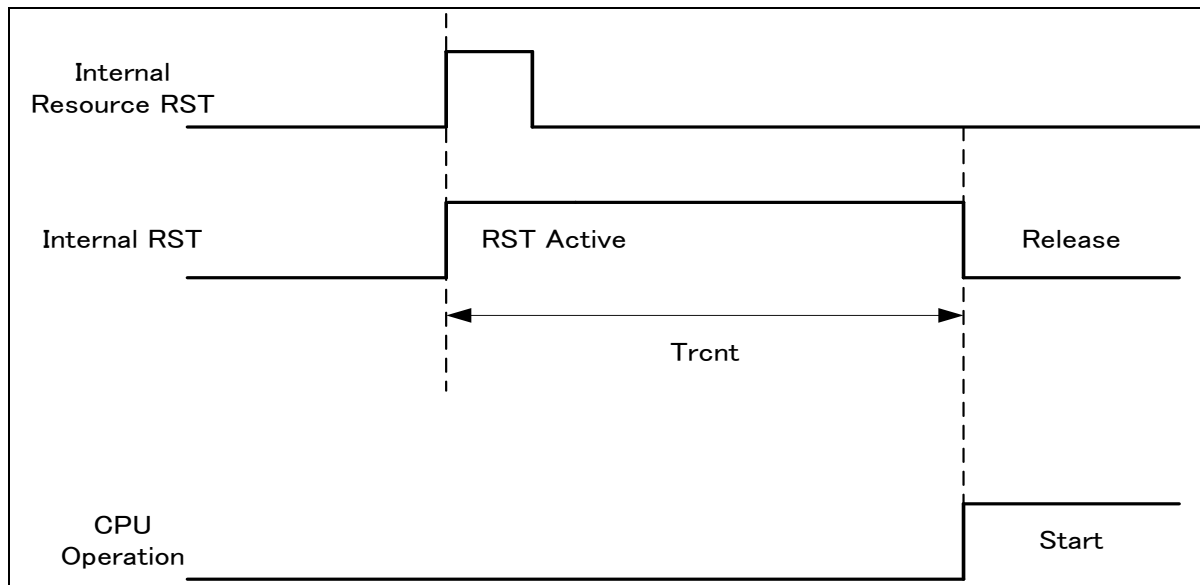 Internal
Resource RST
Internal RST
RST Active
Release
Trcnt
CPU
Operation
Start